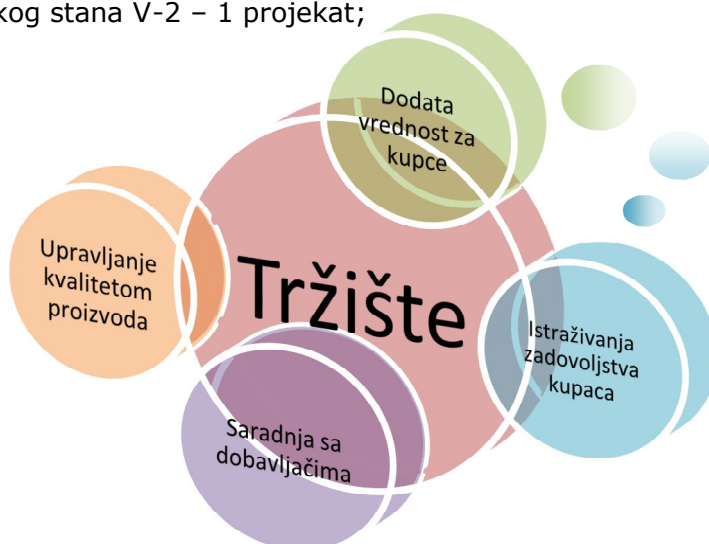 kog stana V-2 – 1 projekat;
Dodata
vrednost za
kupce
Upravljanje
kvalitetom
proizvoda
Tržište
Istraživanja
zadovoljstva
kupaca
Saradnja sa
dobavljačima